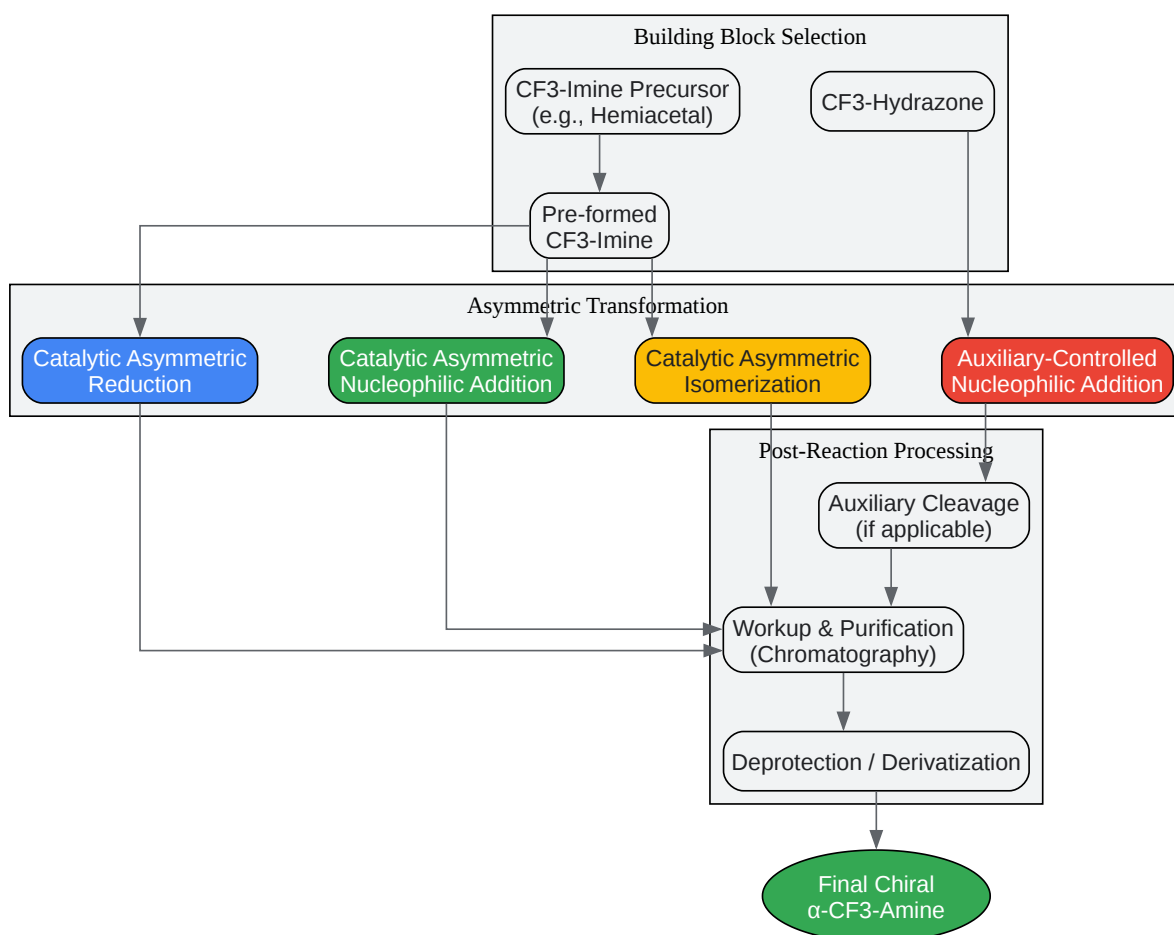 Building Block Selection
CF3-Imine Precursor
(e.g., Hemiacetal)
CF3-Hydrazone
Pre-formed
CF3-Imine
Asymmetric Transformation
Catalytic Asymmetric
Reduction
Catalytic Asymmetric
Nucleophilic Addition
Catalytic Asymmetric
Isomerization
Auxiliary-Controlled
Nucleophilic Addition
Post-Reaction Processing
Auxiliary Cleavage
(if applicable)
Workup & Purification
(Chromatography)
Deprotection / Derivatization
Final Chiral
α-CF3-Amine